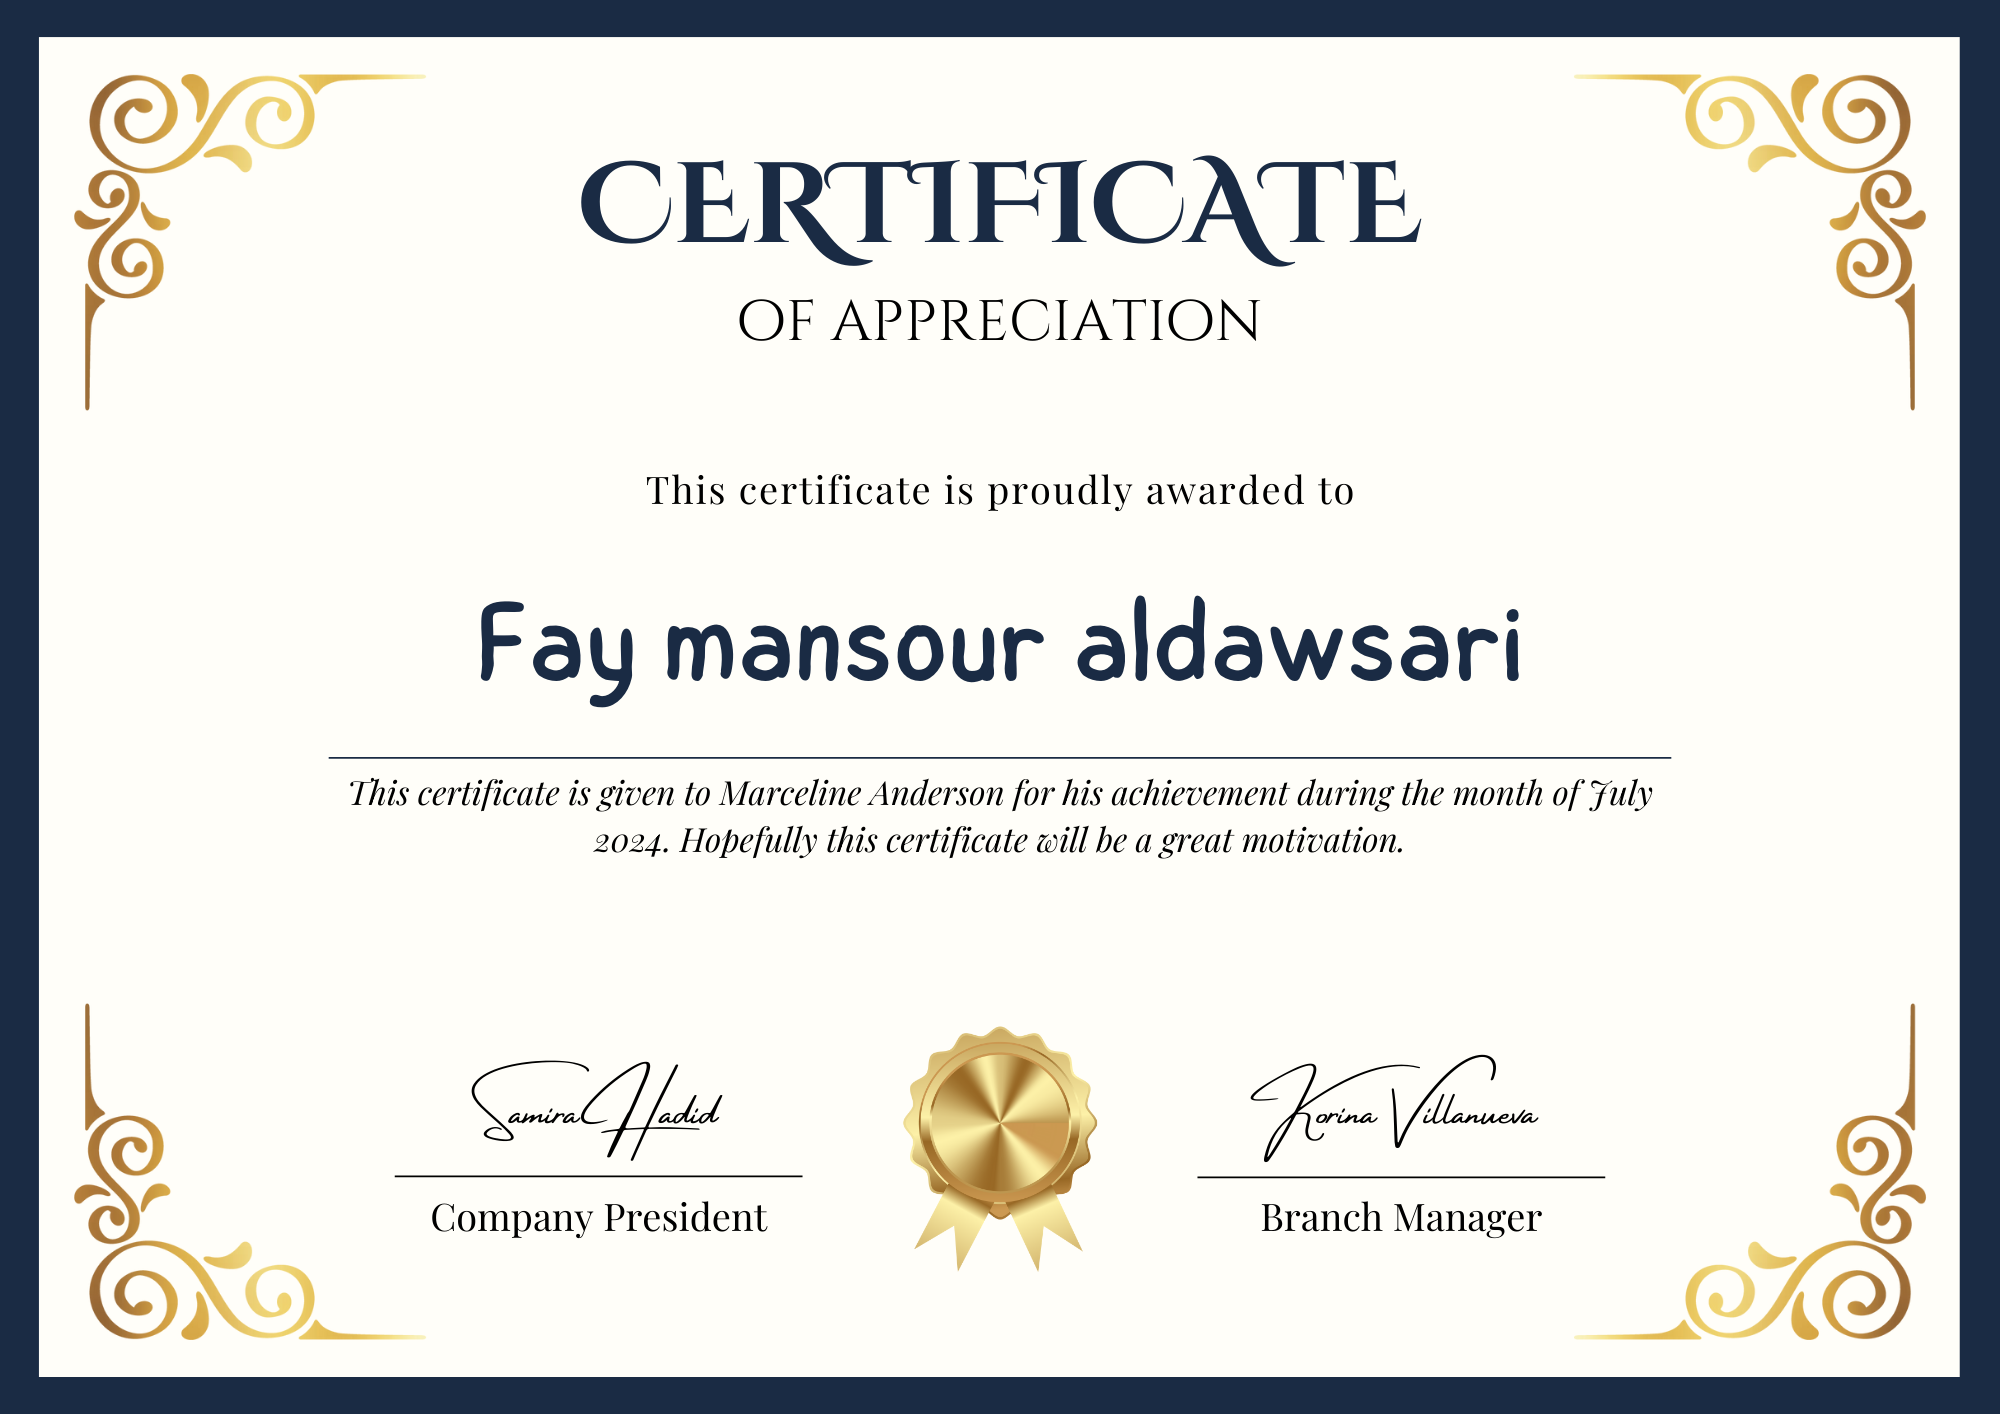 CERTIFICATE
OF APPRECIATION
This certificate is proudly awarded to
Fay mansour aldawsari
This certificate is given to Marceline Anderson for his achievement during the month of July
2024. Hopefully this certificate will be a great motivation.
Samira Hadid
Korina Villanueva
Company President
Branch Manager